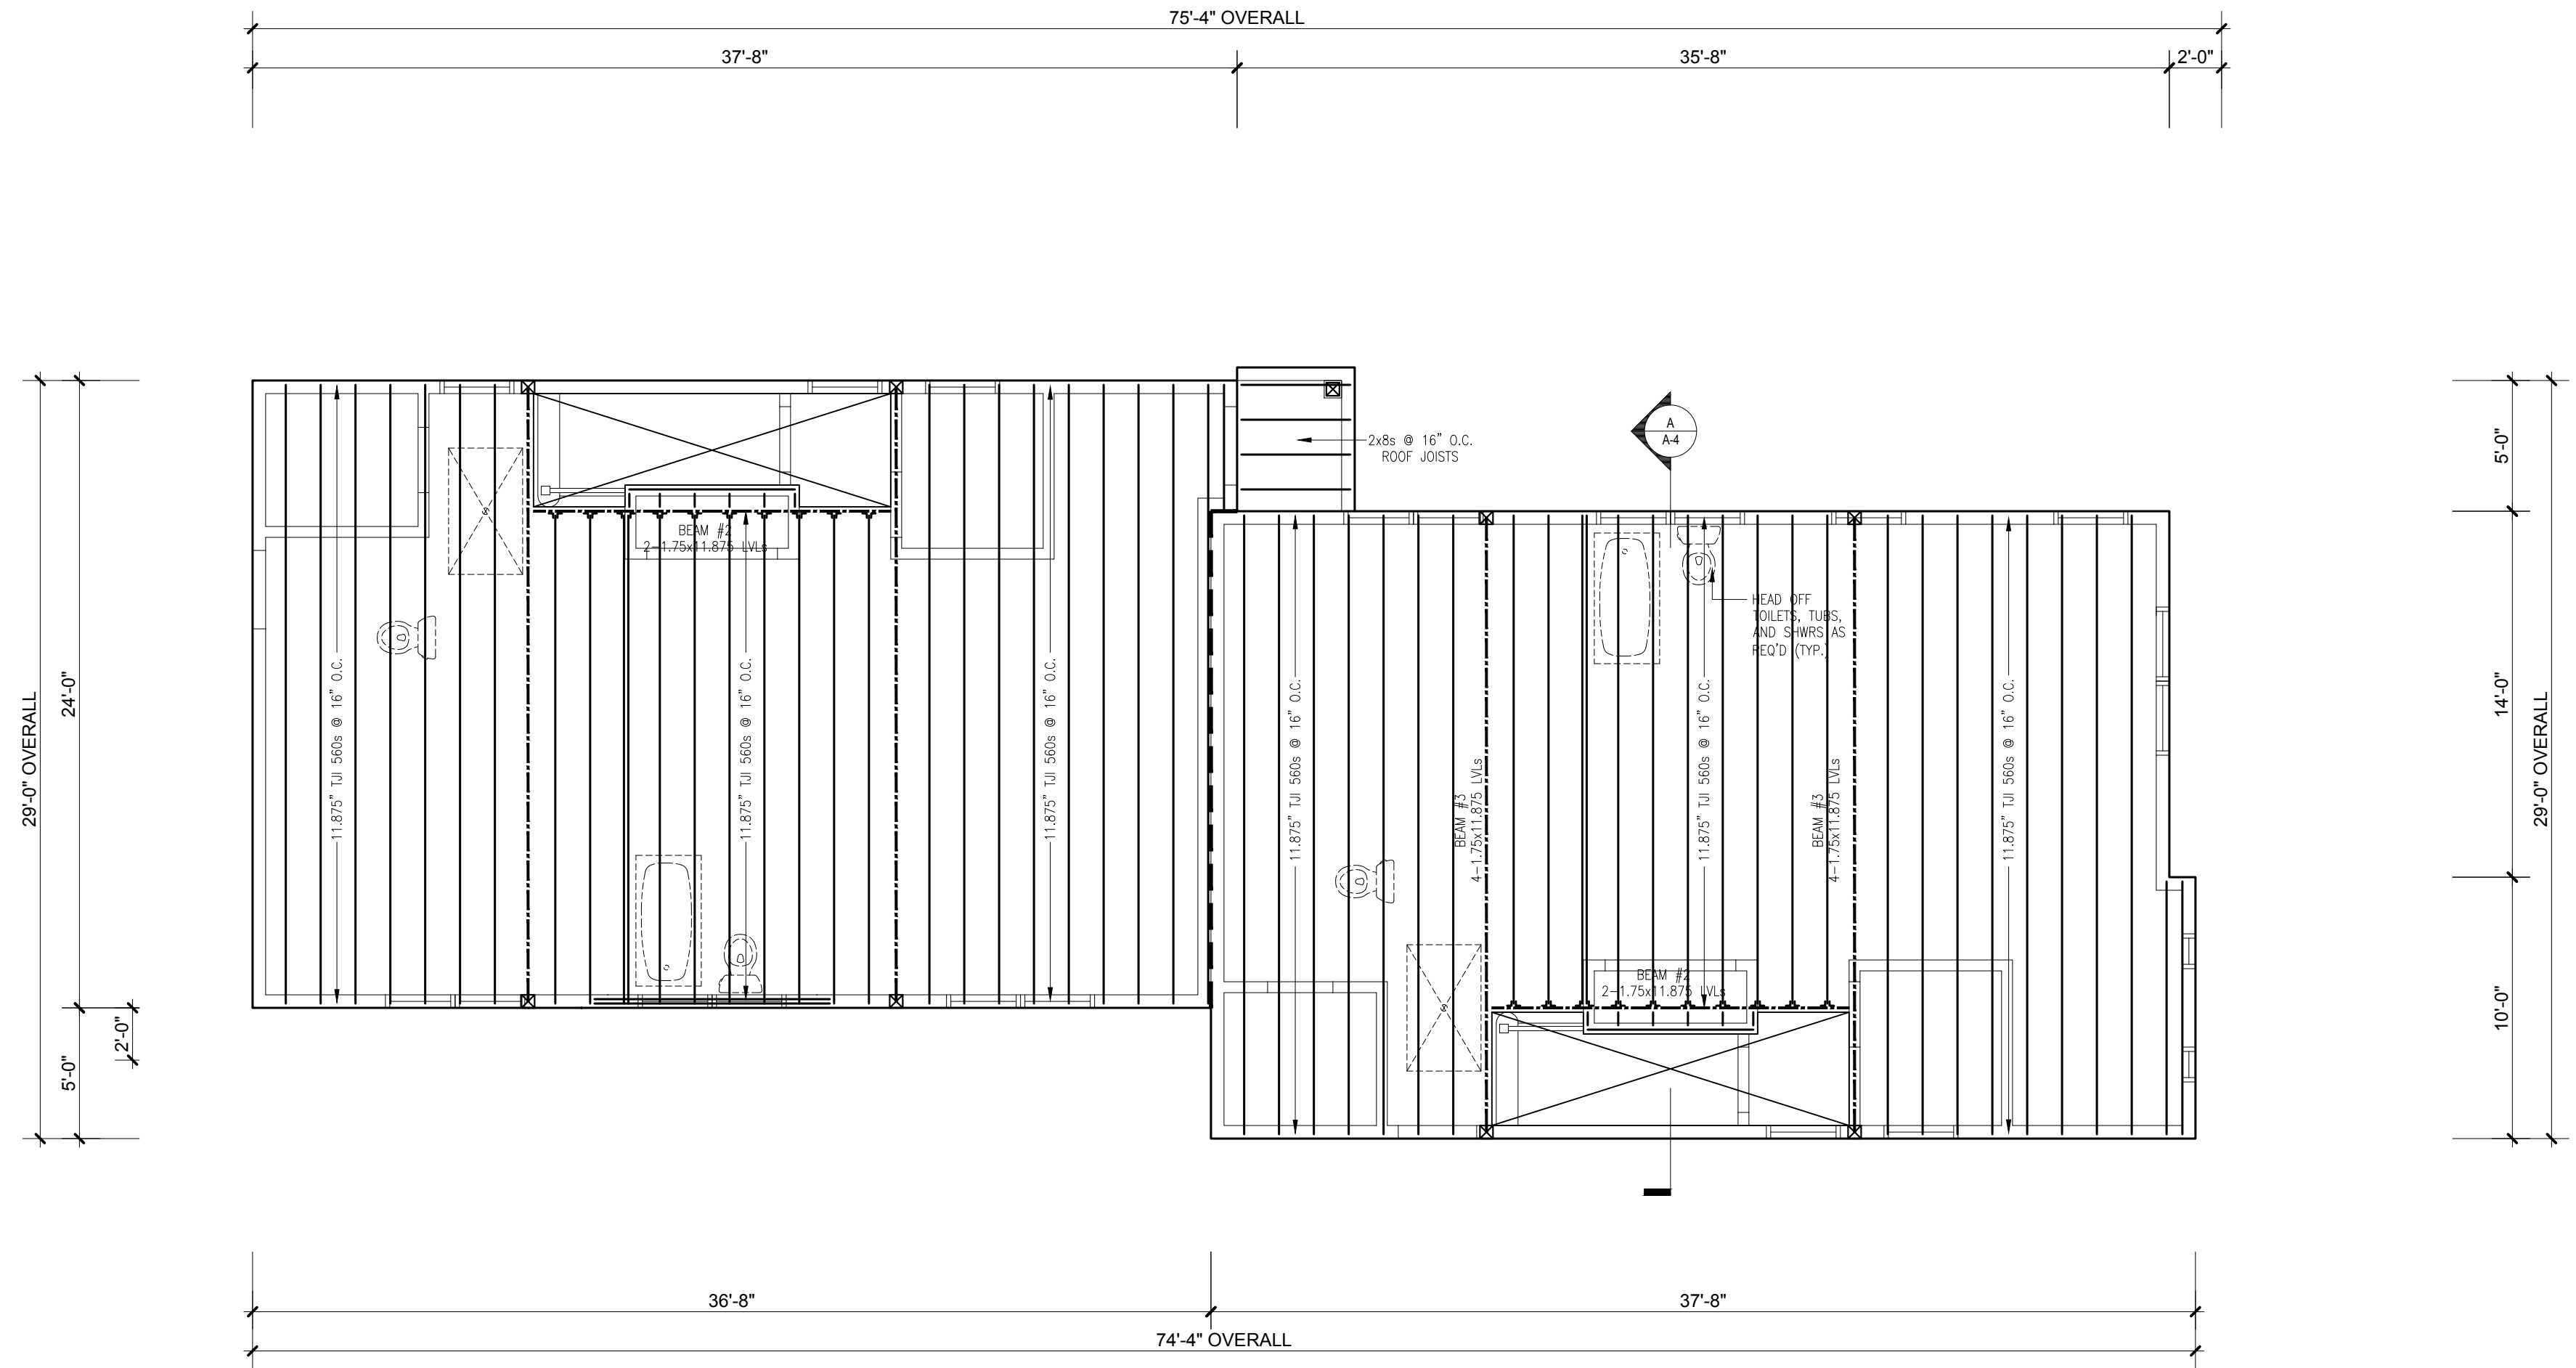 75'-4" OVERALL
37'-8"
35'-8"
2'-0"
A
A-4
2x8s @ 16" O.C.
ROOF JOISTS
BEAM #2
2-1.75x11.875 LVLs
HEAD OFF
TOILETS, TUBS,
AND SHWRS AS
REQ'D (TYP.)
29'-0" OVERALL
24'-0"
5'-0"
2'-0"
11.875" TJI 560s @ 16" O.C.
11.875" TJI 560s @ 16" O.C.
11.875" TJI 560s @ 16" O.C.
11.875" TJI 560s @ 16" O.C.
BEAM #3
4-1.75x11.875 LVLs
11.875" TJI 560s @ 16" O.C.
BEAM #3
4-1.75x11.875 LVLs
11.875" TJI 560s @ 16" O.C.
5'-0"
14'-0"
10'-0"
29'-0" OVERALL
BEAM #2
2-1.75x11.875 LVLs
36'-8"
37'-8"
74'-4" OVERALL